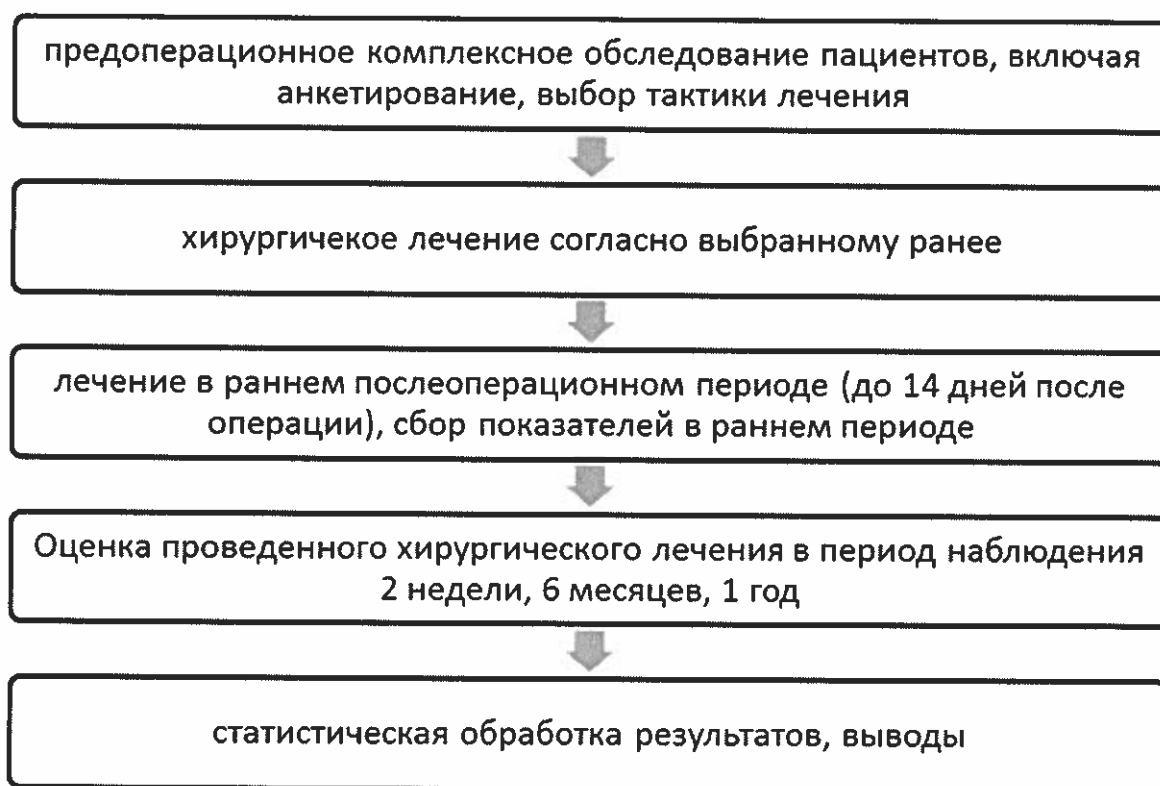 предоперационное комплексное обследование пациентов, включая
анкетирование, выбор тактики лечения
хирургичекое лечение согласно выбранному ранее
лечение в раннем послеоперационном периоде (до 14 дней после
операции), сбор показателей в раннем периоде
Оценка проведенного хирургического лечения в период наблюдения
2 недели, 6 месяцев, 1 год
статистическая обработка результатов, выводы